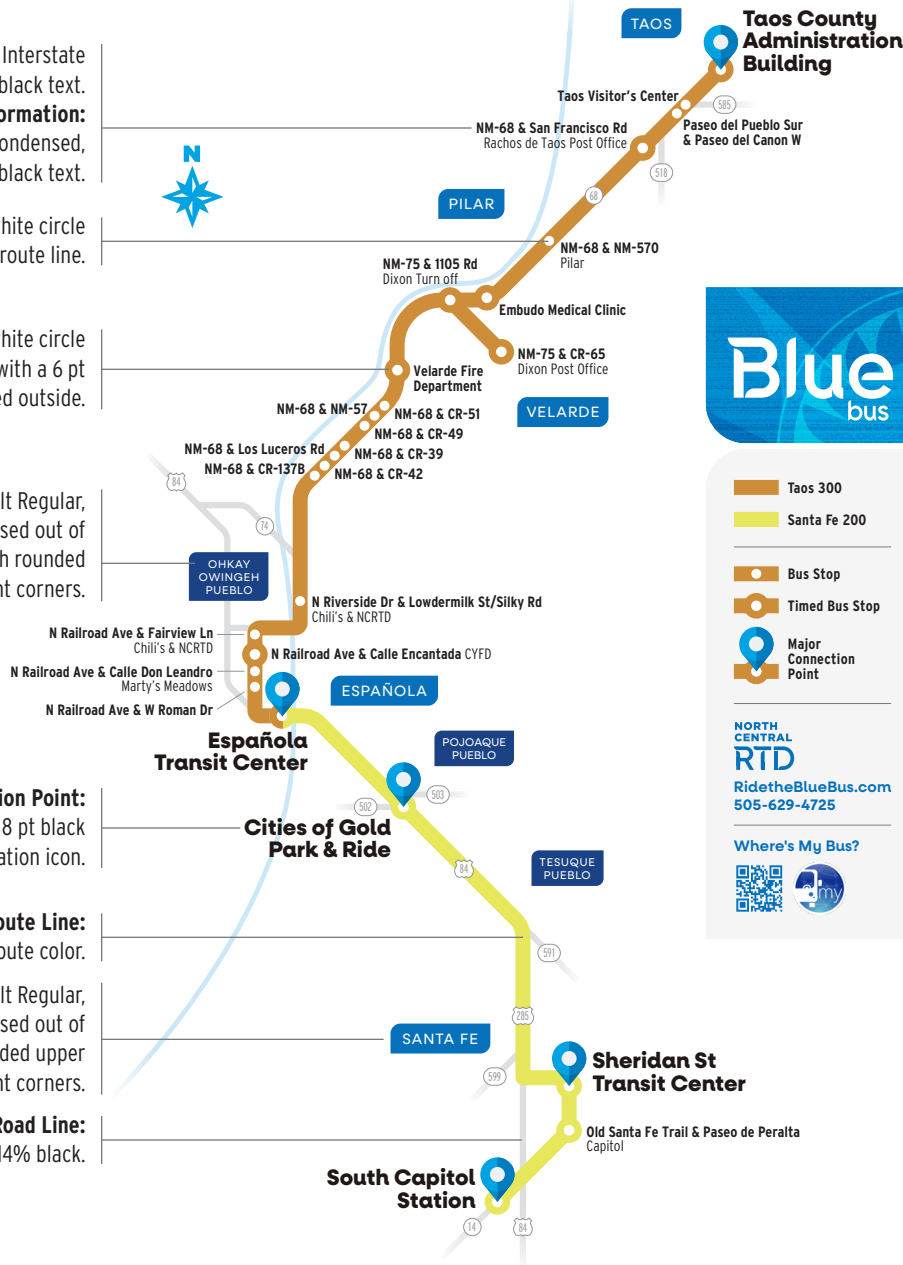 Interstate
black text.
ormation:
ondensed,
black text.
hite circle
route line.
hite circle
with a 6 pt
ed outside.
lt Regular,
sed out of
h rounded
nt corners.
ion Point:
8 pt black
ation icon.
oute Line:
oute color.
lt Regular,
sed out of
ded upper
nt corners.
Road Line:
14% black.
N
TAOS
Taos County
Administration
Building
Taos Visitor's Center
585
Paseo del Pueblo Sur
& Paseo del Canon W
NM-68 & San Francisco Rd
Rachos de Taos Post Office
518
68
PILAR
NM-68 & NM-570
Pilar
NM-75 & 1105 Rd
Dixon Turn off
Embudo Medical Clinic
NM-75 & CR-65
Dixon Post Office
Velarde Fire
Department
VELARDE
NM-68 & NM-57
NM-68 & CR-51
NM-68 & CR-49
NM-68 & Los Luceros Rd
NM-68 & CR-39
NM-68 & CR-137B
NM-68 & CR-42
84
74
OHKAY
OWINGEH
PUEBLO
N Riverside Dr & Lowdermilk St/Silky Rd
Chili's & NCRTD
N Railroad Ave & Fairview Ln
Chili's & NCRTD
N Railroad Ave & Calle Encantada CYFD
N Railroad Ave & Calle Don Leandro
Marty's Meadows
N Railroad Ave & W Roman Dr
ESPAÑOLA
Española
Transit Center
POJOAQUE
PUEBLO
503
502
Cities of Gold
Park & Ride
84
TESUQUE
PUEBLO
591
285
SANTA FE
599
Sheridan St
Transit Center
Old Santa Fe Trail & Paseo de Peralta
Capitol
South Capitol
Station
14
84
Blue
bus
Taos 300
Santa Fe 200
Bus Stop
Timed Bus Stop
Major
Connection
Point
NORTH
CENTRAL
RTD
RidetheBlueBus.com
505-629-4725
Where's My Bus?
my